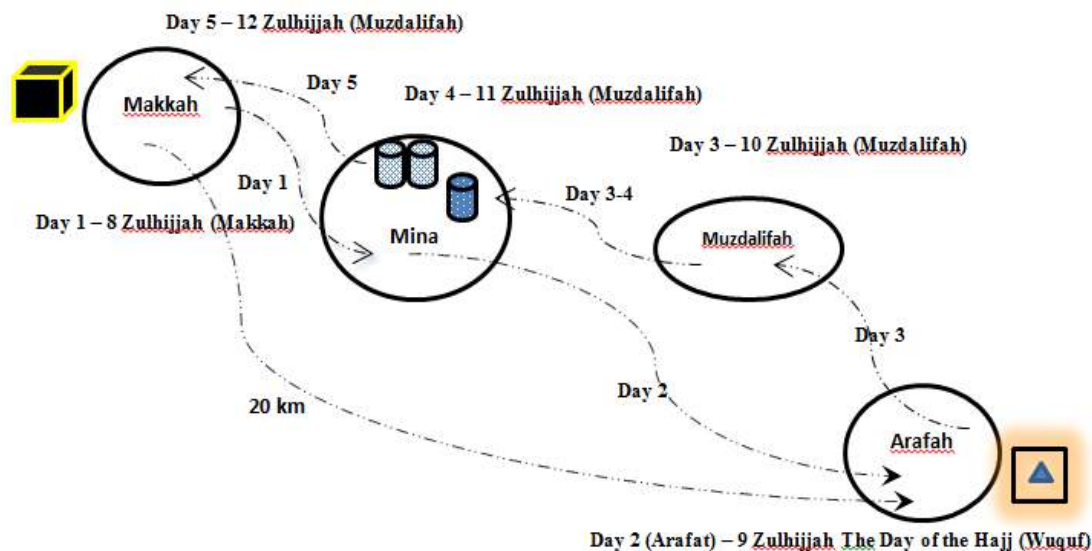 Day 5 – 12 Zulhijjah (Muzdalifah)
Day 5
Makkah
Day 4 – 11 Zulhijjah (Muzdalifah)
Day 3 – 10 Zulhijjah (Muzdalifah)
Day 1
Day 3-4
Day 1 – 8 Zulhijjah (Makkah)
Mina
Muzdalifah
Day 3
Day 2
20 km
Arafah
Day 2 (Arafat) – 9 Zulhijjah The Day of the Hajj (Wuquf)